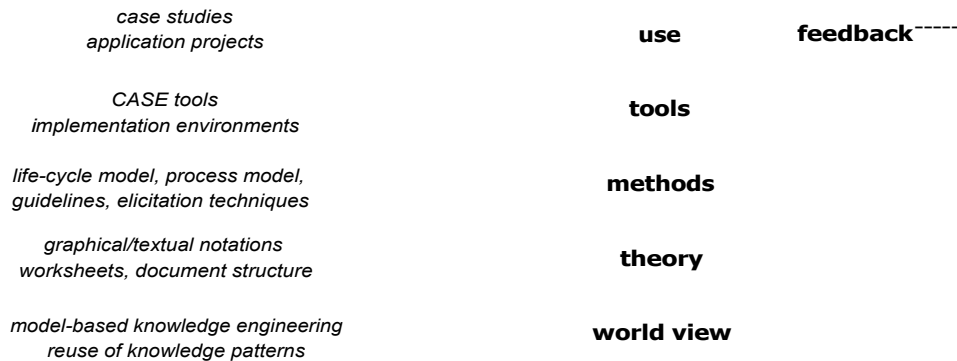 case studies
application projects
use
feedback
CASE tools
implementation environments
tools
life-cycle model, process model,
guidelines, elicitation techniques
methods
graphical/textual notations
worksheets, document structure
theory
model-based knowledge engineering
reuse of knowledge patterns
world view